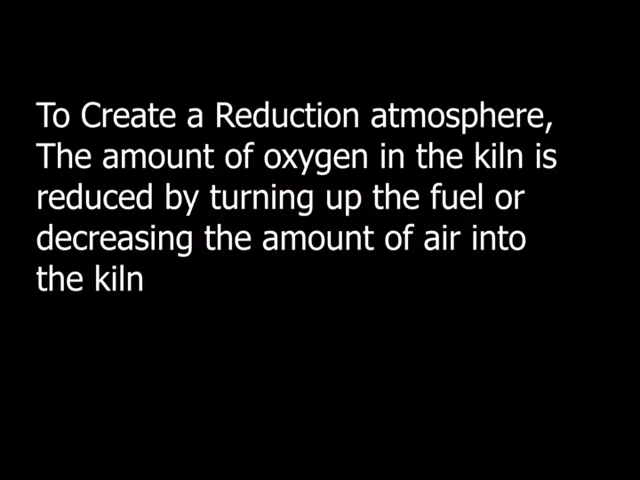 To Create a Reduction atmosphere,
The amount of oxygen in the kiln is
reduced by turning up the fuel or
decreasing the amount of air into
the kiln